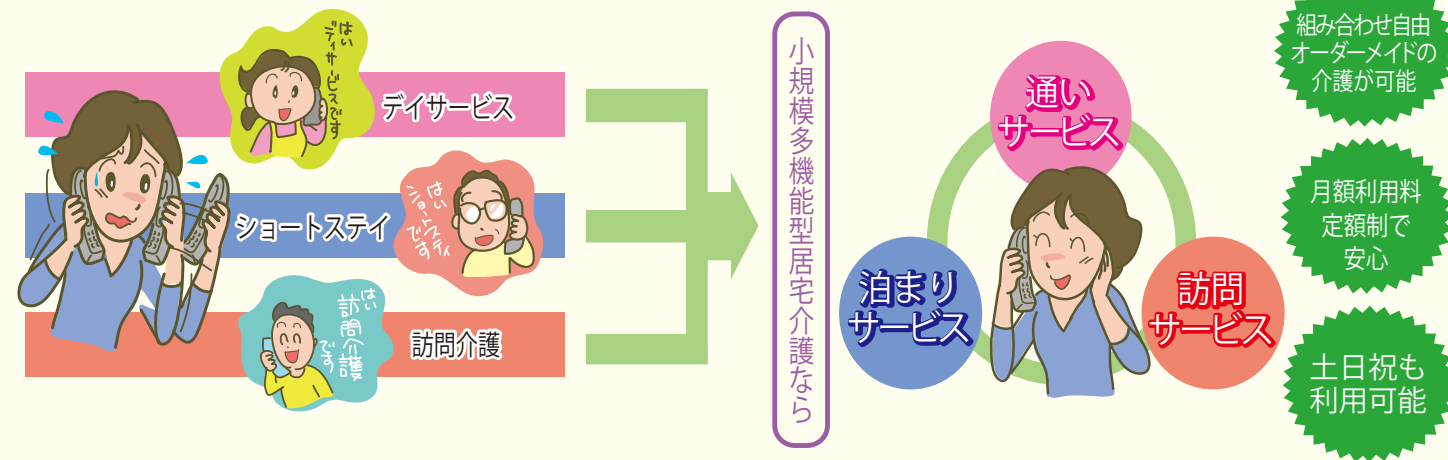 はい
デイサービスです
デイサービス
ショートステイ
はい
ショートステイ
です
はい
訪問介護
です
訪問介護
小規模多機能型居宅介護なら
通い
サービス
泊まり
サービス
訪問
サービス
組み合わせ自由
オーダーメイドの
介護が可能
月額利用料
定額制で
安心
土日祝も
利用可能